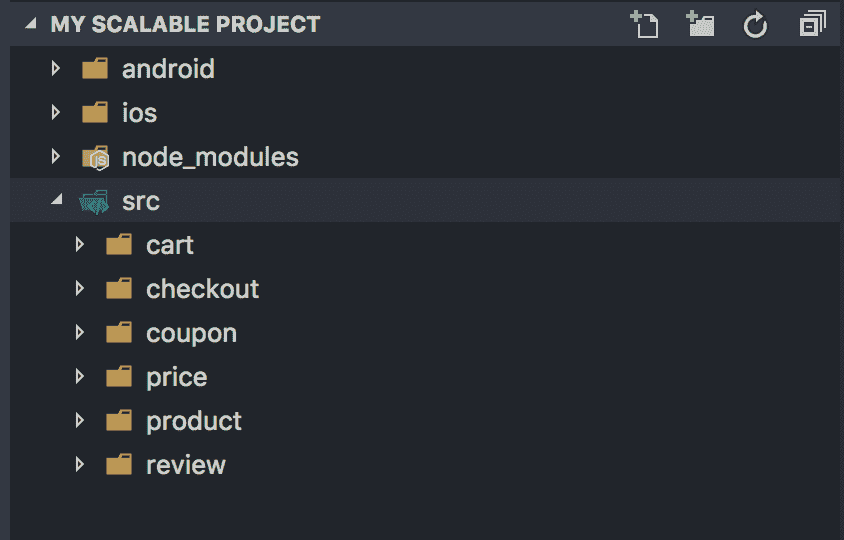 MY SCALABLE PROJECT
android
ios
node_modules
src
cart
checkout
coupon
price
product
review